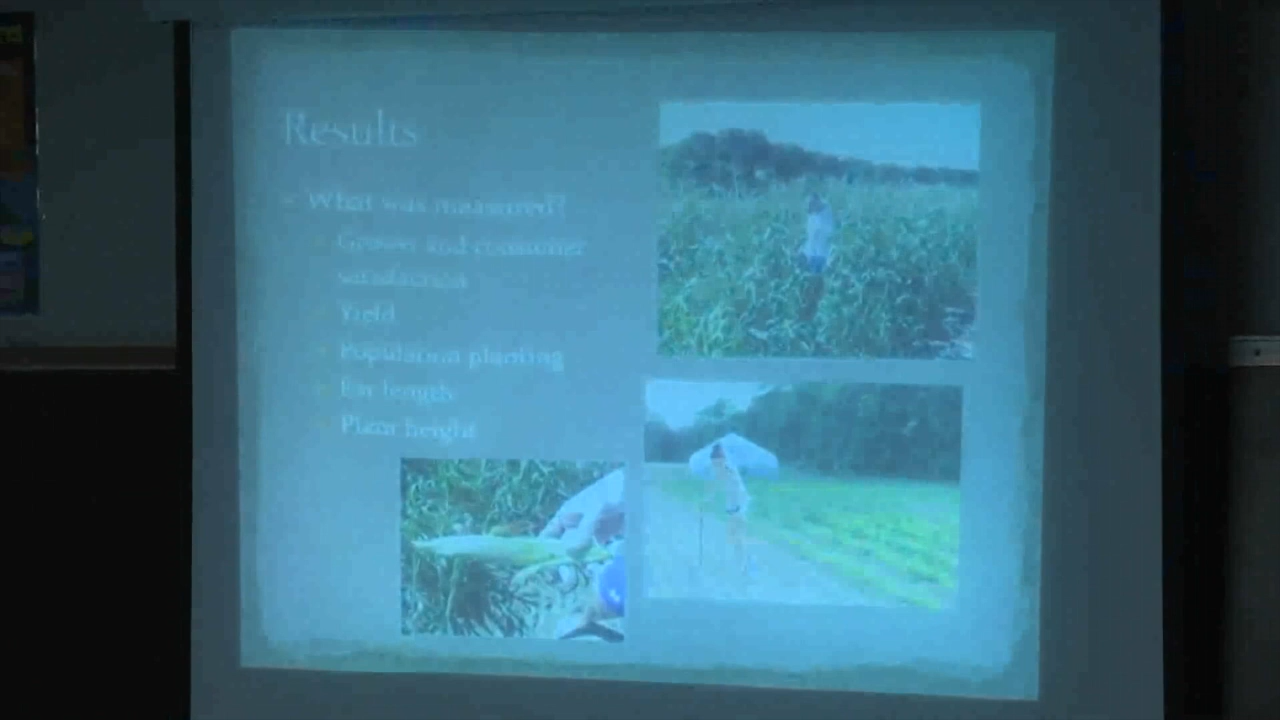 Results
What was measured?
Grower and consumer
satisfaction
Yield
Population planting
Ear length
Plant height